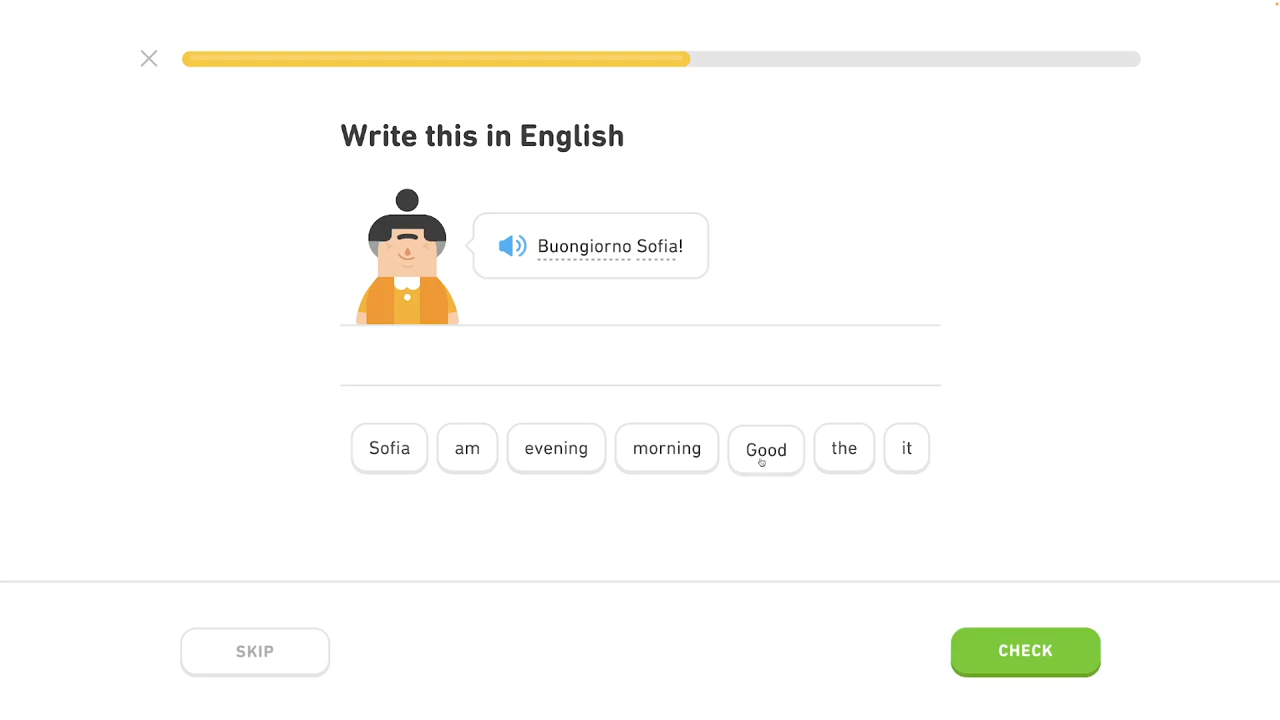 Write this in English
Buongiorno Sofia!
Sofia am evening morning Good the it
SKIP CHECK